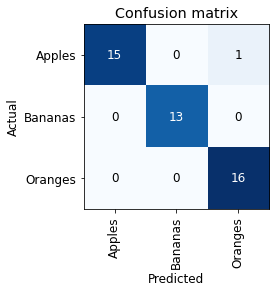 Confusion matrix
Actual
Apples 15 0 1
Bananas 0 13 0
Oranges 0 0 16
Apples Bananas Oranges
Predicted